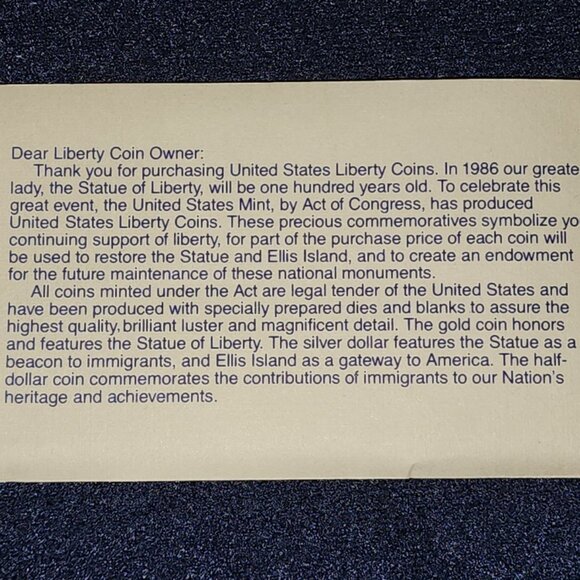 Dear Liberty Coin Owner:
Thank you for purchasing United States Liberty Coins. In 1986 our greate
lady, the Statue of Liberty, will be one hundred years old. To celebrate this
great event, the United States Mint, by Act of Congress, has produced
United States Liberty Coins. These precious commemoratives symbolize yo
continuing support of liberty, for part of the purchase price of each coin will
be used to restore the Statue and Ellis Island, and to create an endowment
for the future maintenance of these national monuments.
All coins minted under the Act are legal tender of the United States and
have been produced with specially prepared dies and blanks to assure the
highest quality, brilliant luster and magnificent detail. The gold coin honors
and features the Statue of Liberty. The silver dollar features the Statue as a
beacon to immigrants, and Ellis Island as a gateway to America. The half-
dollar coin commemorates the contributions of immigrants to our Nation's
heritage and achievements.